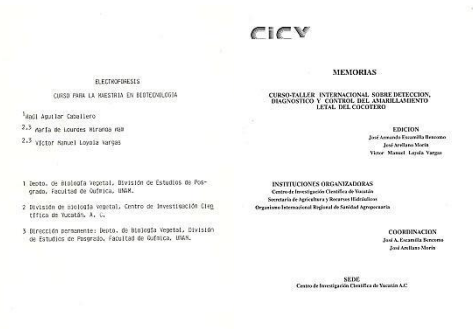 ELECTROFORESIS
CURSO PARA LA MAESTRIA EN BIOTECNOLOGIA
1 Raúl Aguilar Caballero
2,3 María de Lourdes Miranda Ham
2,3 Víctor Manuel Loyola Vargas
1 Depto. de Biología Vegetal, División de Estudios de Pos-
grado, Facultad de Química, UNAM.
2 División de Biología Vegetal, Centro de Investigación Cien
tífica de Yucatán, A. C.
3 Dirección permanente: Depto. de Biología Vegetal, División
de Estudios de Posgrado, Facultad de Química, UNAM.
CICY
MEMORIAS
CURSO-TALLER INTERNACIONAL SOBRE DETECCION,
DIAGNOSTICO Y CONTROL DEL AMARILLAMIENTO
LETAL DEL COCOTERO
EDICION
José Armando Escamilla Bencomo
José Arellano Morín
Víctor Manuel Loyola Vargas
INSTITUCIONES ORGANIZADORAS
Centro de Investigación Científica de Yucatán
Secretaría de Agricultura y Recursos Hidráulicos
Organismo Internacional Regional de Sanidad Agropecuaria
COORDINACION
José A. Escamilla Bencomo
José Arellano Morín
SEDE
Centro de Investigación Científica de Yucatán A.C